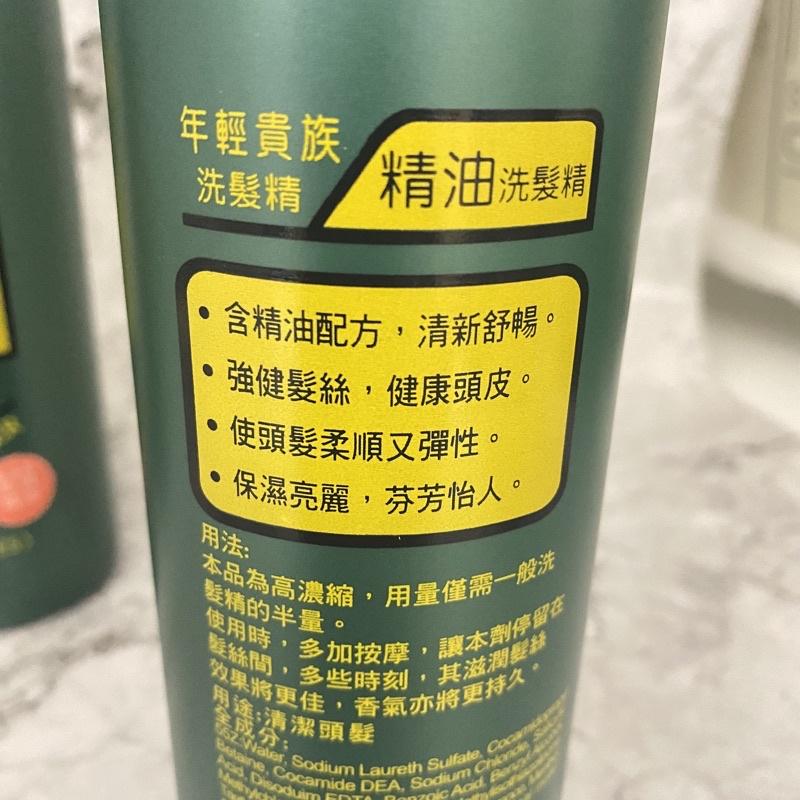 年輕貴族
洗髮精
精油洗髮精
•含精油配方，清新舒暢。
•強健髮絲，健康頭皮。
•使頭髮柔順又彈性。
•保濕亮麗，芬芳怡人。
用法:
本品為高濃縮，用量僅需一般洗
髮精的半量。
使用時，多加按摩，讓本劑停留在
髮絲間，多些時刻，其滋潤髮絲
效果將更佳，香氣亦將更持久。
用途:清潔頭髮
全成分:
Water, Sodium Laureth Sulfate,
Betaine, Cocamide DEA, Sodium Chloride,
Acid, Disodium EDTA, Benzoic Acid,